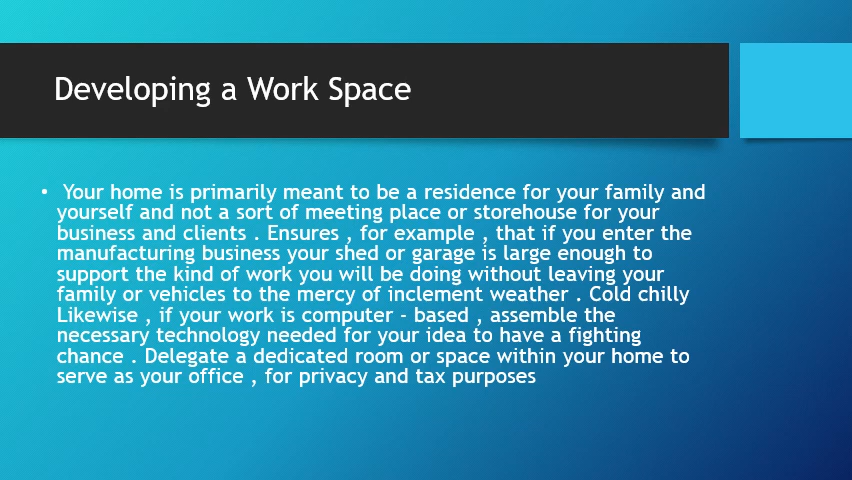 Developing a Work Space
• Your home is primarily meant to be a residence for your family and
yourself and not a sort of meeting place or storehouse for your
business and clients . Ensures , for example , that if you enter the
manufacturing business your shed or garage is large enough to
support the kind of work you will be doing without leaving your
family or vehicles to the mercy of inclement weather . Cold chilly
Likewise , if your work is computer - based , assemble the
necessary technology needed for your idea to have a fighting
chance . Delegate a dedicated room or space within your home to
serve as your office , for privacy and tax purposes